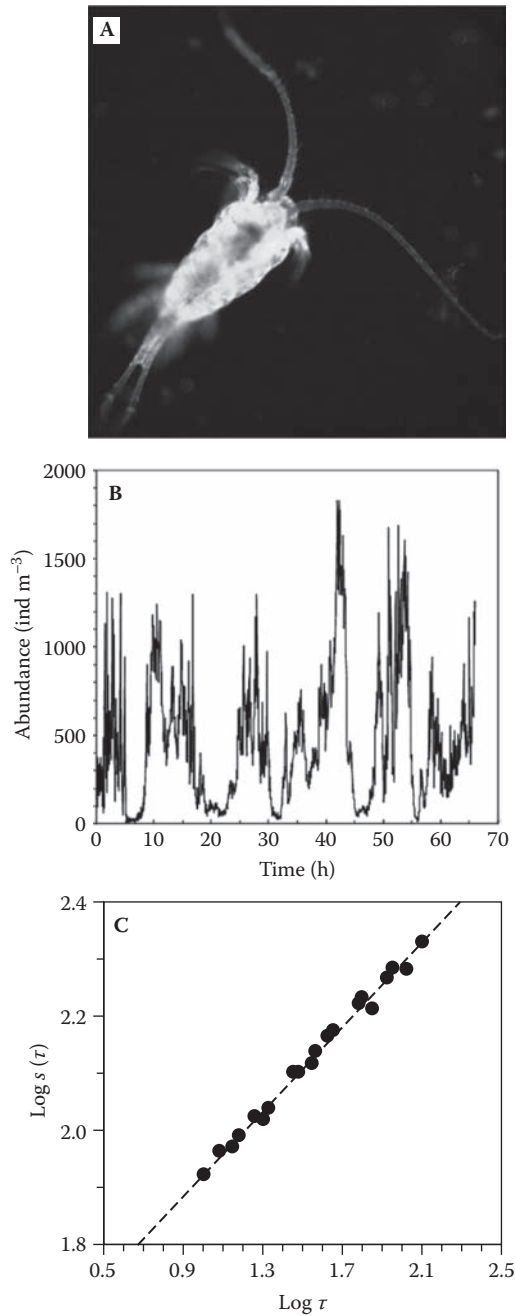 A
B
2000
1500
1000
500
0
Abundance (ind m⁻³)
0 10 20 30 40 50 60 70
Time (h)
C
2.4
2.2
2.0
1.8
Log s (τ)
0.5 0.9 1.3 1.7 2.1 2.5
Log τ